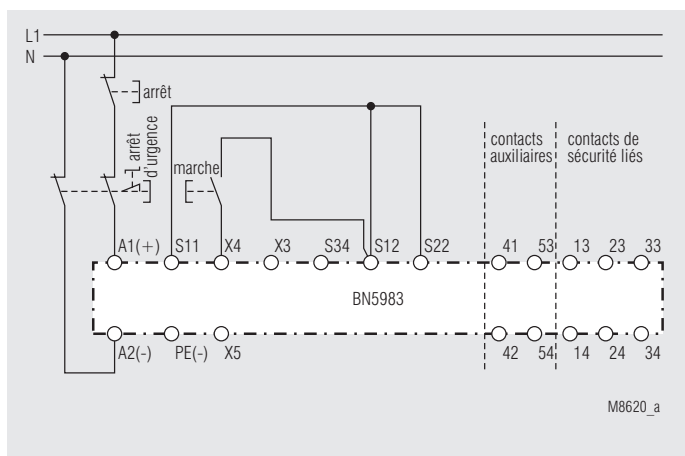 L1
N
arrêt
arrêt
d'urgence
marche
contacts
auxiliaires
contacts de
sécurité liés
A1(+) S11 X4 X3 S34 S12 S22 41 53 13 23 33
BN5983
A2(-) PE(-) X5 42 54 14 24 34
M8620_a